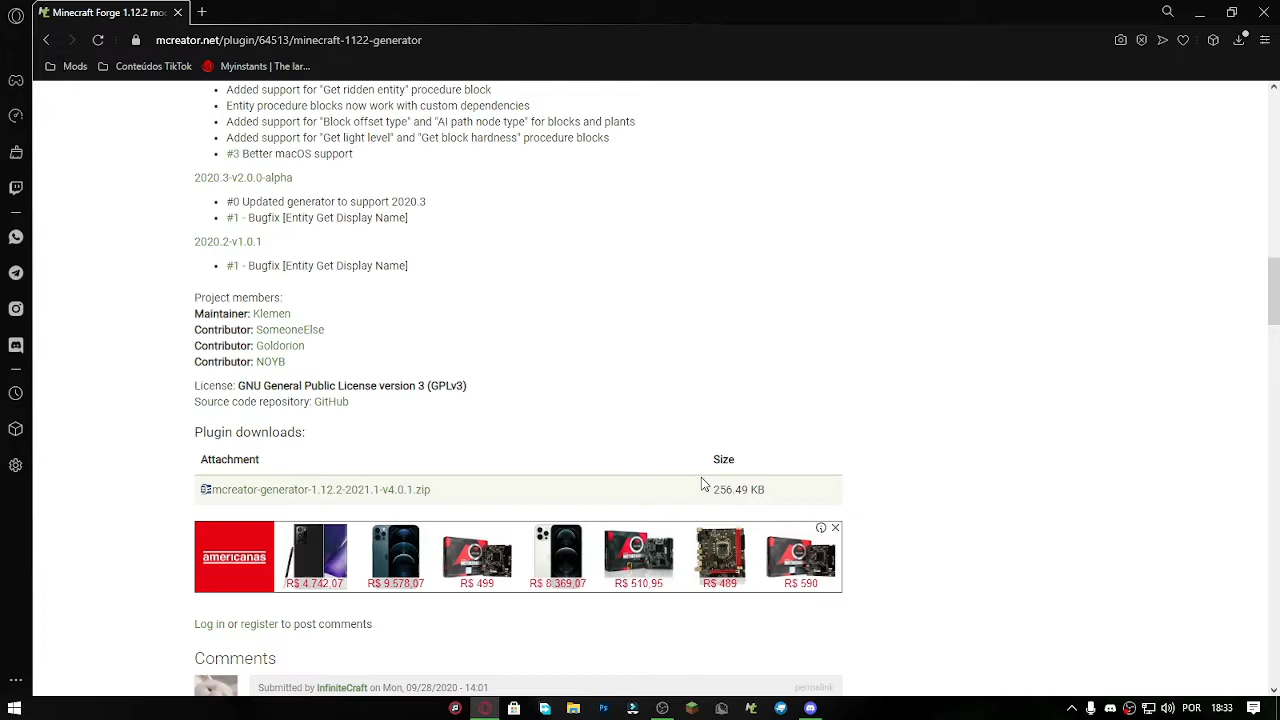 Minecraft Forge 1.12.2 mo
mcreator.net/plugin/64513/minecraft-1122-generator
Mods
Conteúdos TikTok
Myinstants | The lar...
Added support for "Get ridden entity" procedure block
Entity procedure blocks now work with custom dependencies
Added support for "Block offset type" and "AI path node type" for blocks and plants
Added support for "Get light level" and "Get block hardness" procedure blocks
#3 Better macOS support
2020.3-v2.0.0-alpha
#0 Updated generator to support 2020.3
#1 - Bugfix [Entity Get Display Name]
2020.2-v1.0.1
#1 - Bugfix [Entity Get Display Name]
Project members:
Maintainer: Klemen
Contributor: SomeoneElse
Contributor: Goldorion
Contributor: NOYB
License: GNU General Public License version 3 (GPLv3)
Source code repository: GitHub
Plugin downloads:
Attachment Size
mcreator-generator-1.12.2-2021.1-v4.0.1.zip 256.49 KB
americanas
R$ 4.742,07 R$ 9.578,07 R$ 499 R$ 8.369,07 R$ 510,95 R$ 489 R$ 590
Log in or register to post comments
Comments
Submitted by InfiniteCraft on Mon, 09/28/2020 - 14:01 permalink
POR 18:33